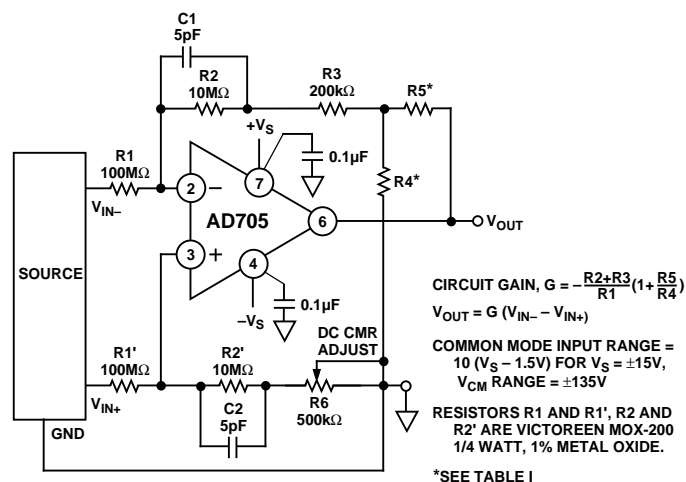 C1
5pF
R2
10MΩ
R3
200kΩ
R5*
+VS
0.1µF
R4*
R1
100MΩ
2
−
7
VIN−
AD705
6
VOUT
SOURCE
3
+
4
0.1µF
−VS
CIRCUIT GAIN, G = − R2+R3/R1 (1+ R5/R4)
VOUT = G (VIN− − VIN+)
DC CMR
ADJUST
COMMON MODE INPUT RANGE =
10 (VS – 1.5V) FOR VS = ±15V,
VCM RANGE = ±135V
R1'
100MΩ
R2'
10MΩ
R6
500kΩ
VIN+
C2
5pF
GND
RESISTORS R1 AND R1', R2 AND
R2' ARE VICTOREEN MOX-200
1/4 WATT, 1% METAL OXIDE.
*SEE TABLE I